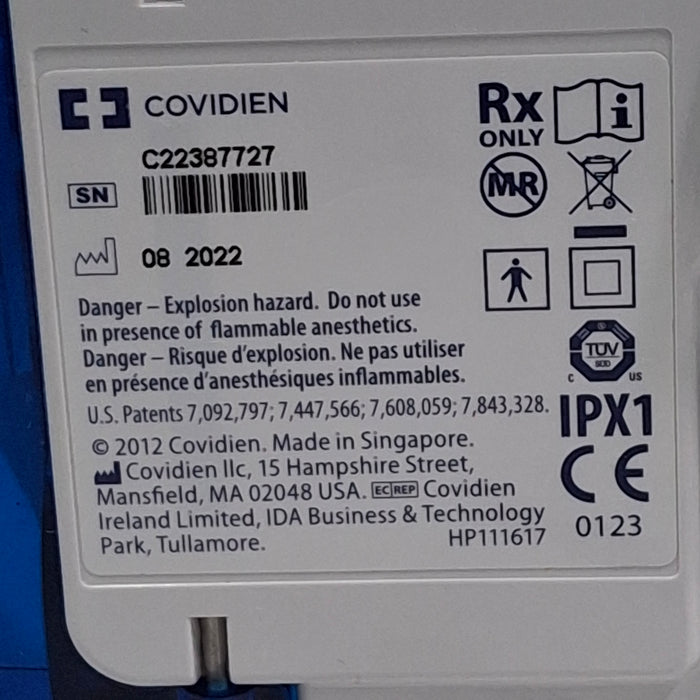 COVIDIEN
Rx
ONLY
C22387727
SN
MR
08 2022
Danger – Explosion hazard. Do not use
in presence of flammable anesthetics.
Danger – Risque d'explosion. Ne pas utiliser
en présence d'anesthésiques inflammables.
TÜV
SÜD
C US
U.S. Patents 7,092,797; 7,447,566; 7,608,059; 7,843,328.
IPX1
© 2012 Covidien. Made in Singapore.
Covidien llc, 15 Hampshire Street,
Mansfield, MA 02048 USA. EC REP Covidien
Ireland Limited, IDA Business & Technology
Park, Tullamore. HP111617
CE
0123